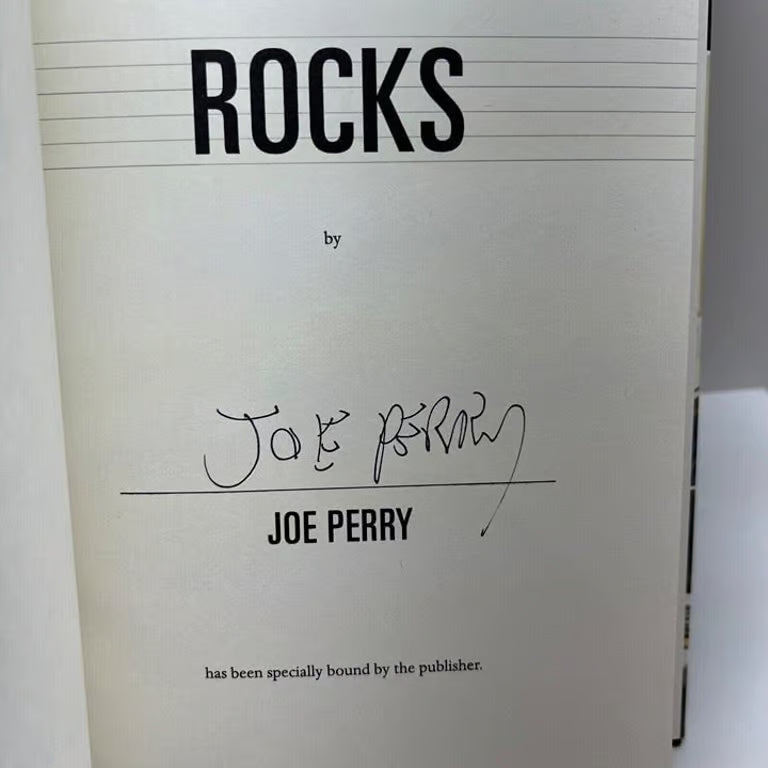 ROCKS
by
JOE PERRY
JOE PERRY
has been specially bound by the publisher.